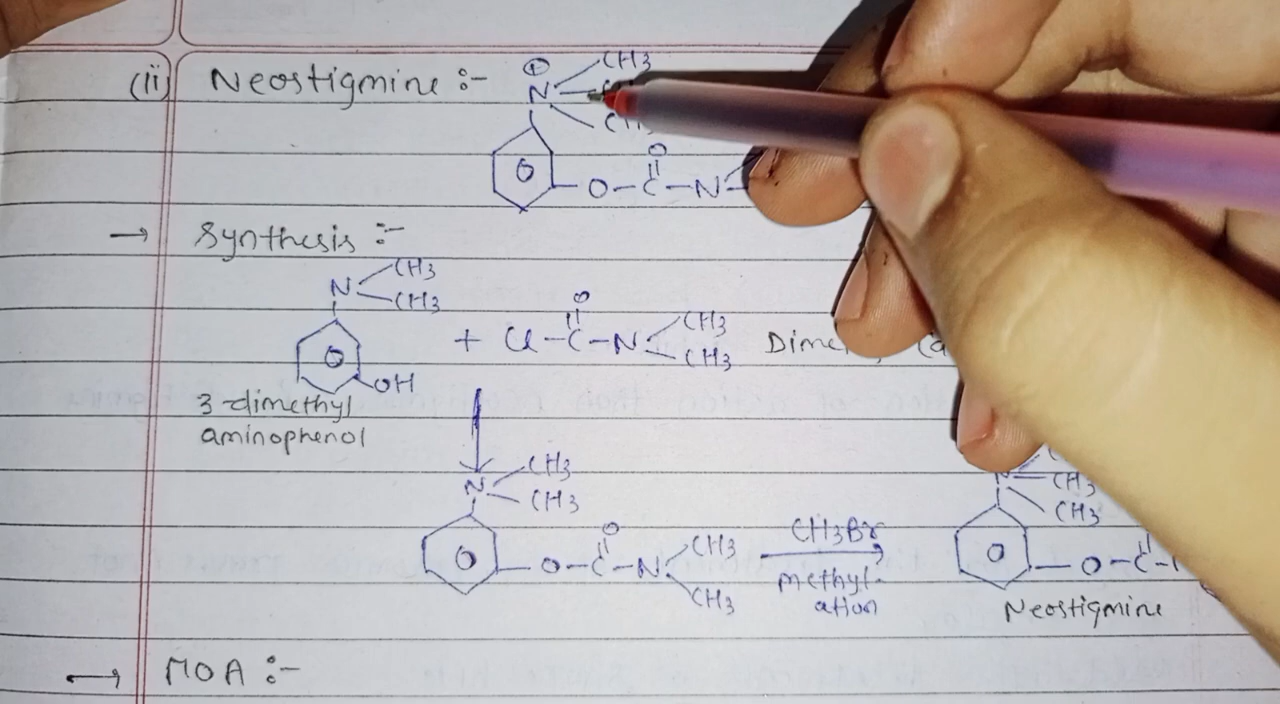 (ii) Neostigmine :-
⊕
N
CH3
O
O-C-N
→ Synthesis :-
N
CH3
CH3
+ Cl-C-N
O
CH3
CH3
OH
3-dimethyl
aminophenol
N
CH3
CH3
O-C-N
O
CH3
CH3
CH3Br
methyl-
ation
N
CH3
CH3
O-C-
Neostigmine
→ MOA :-